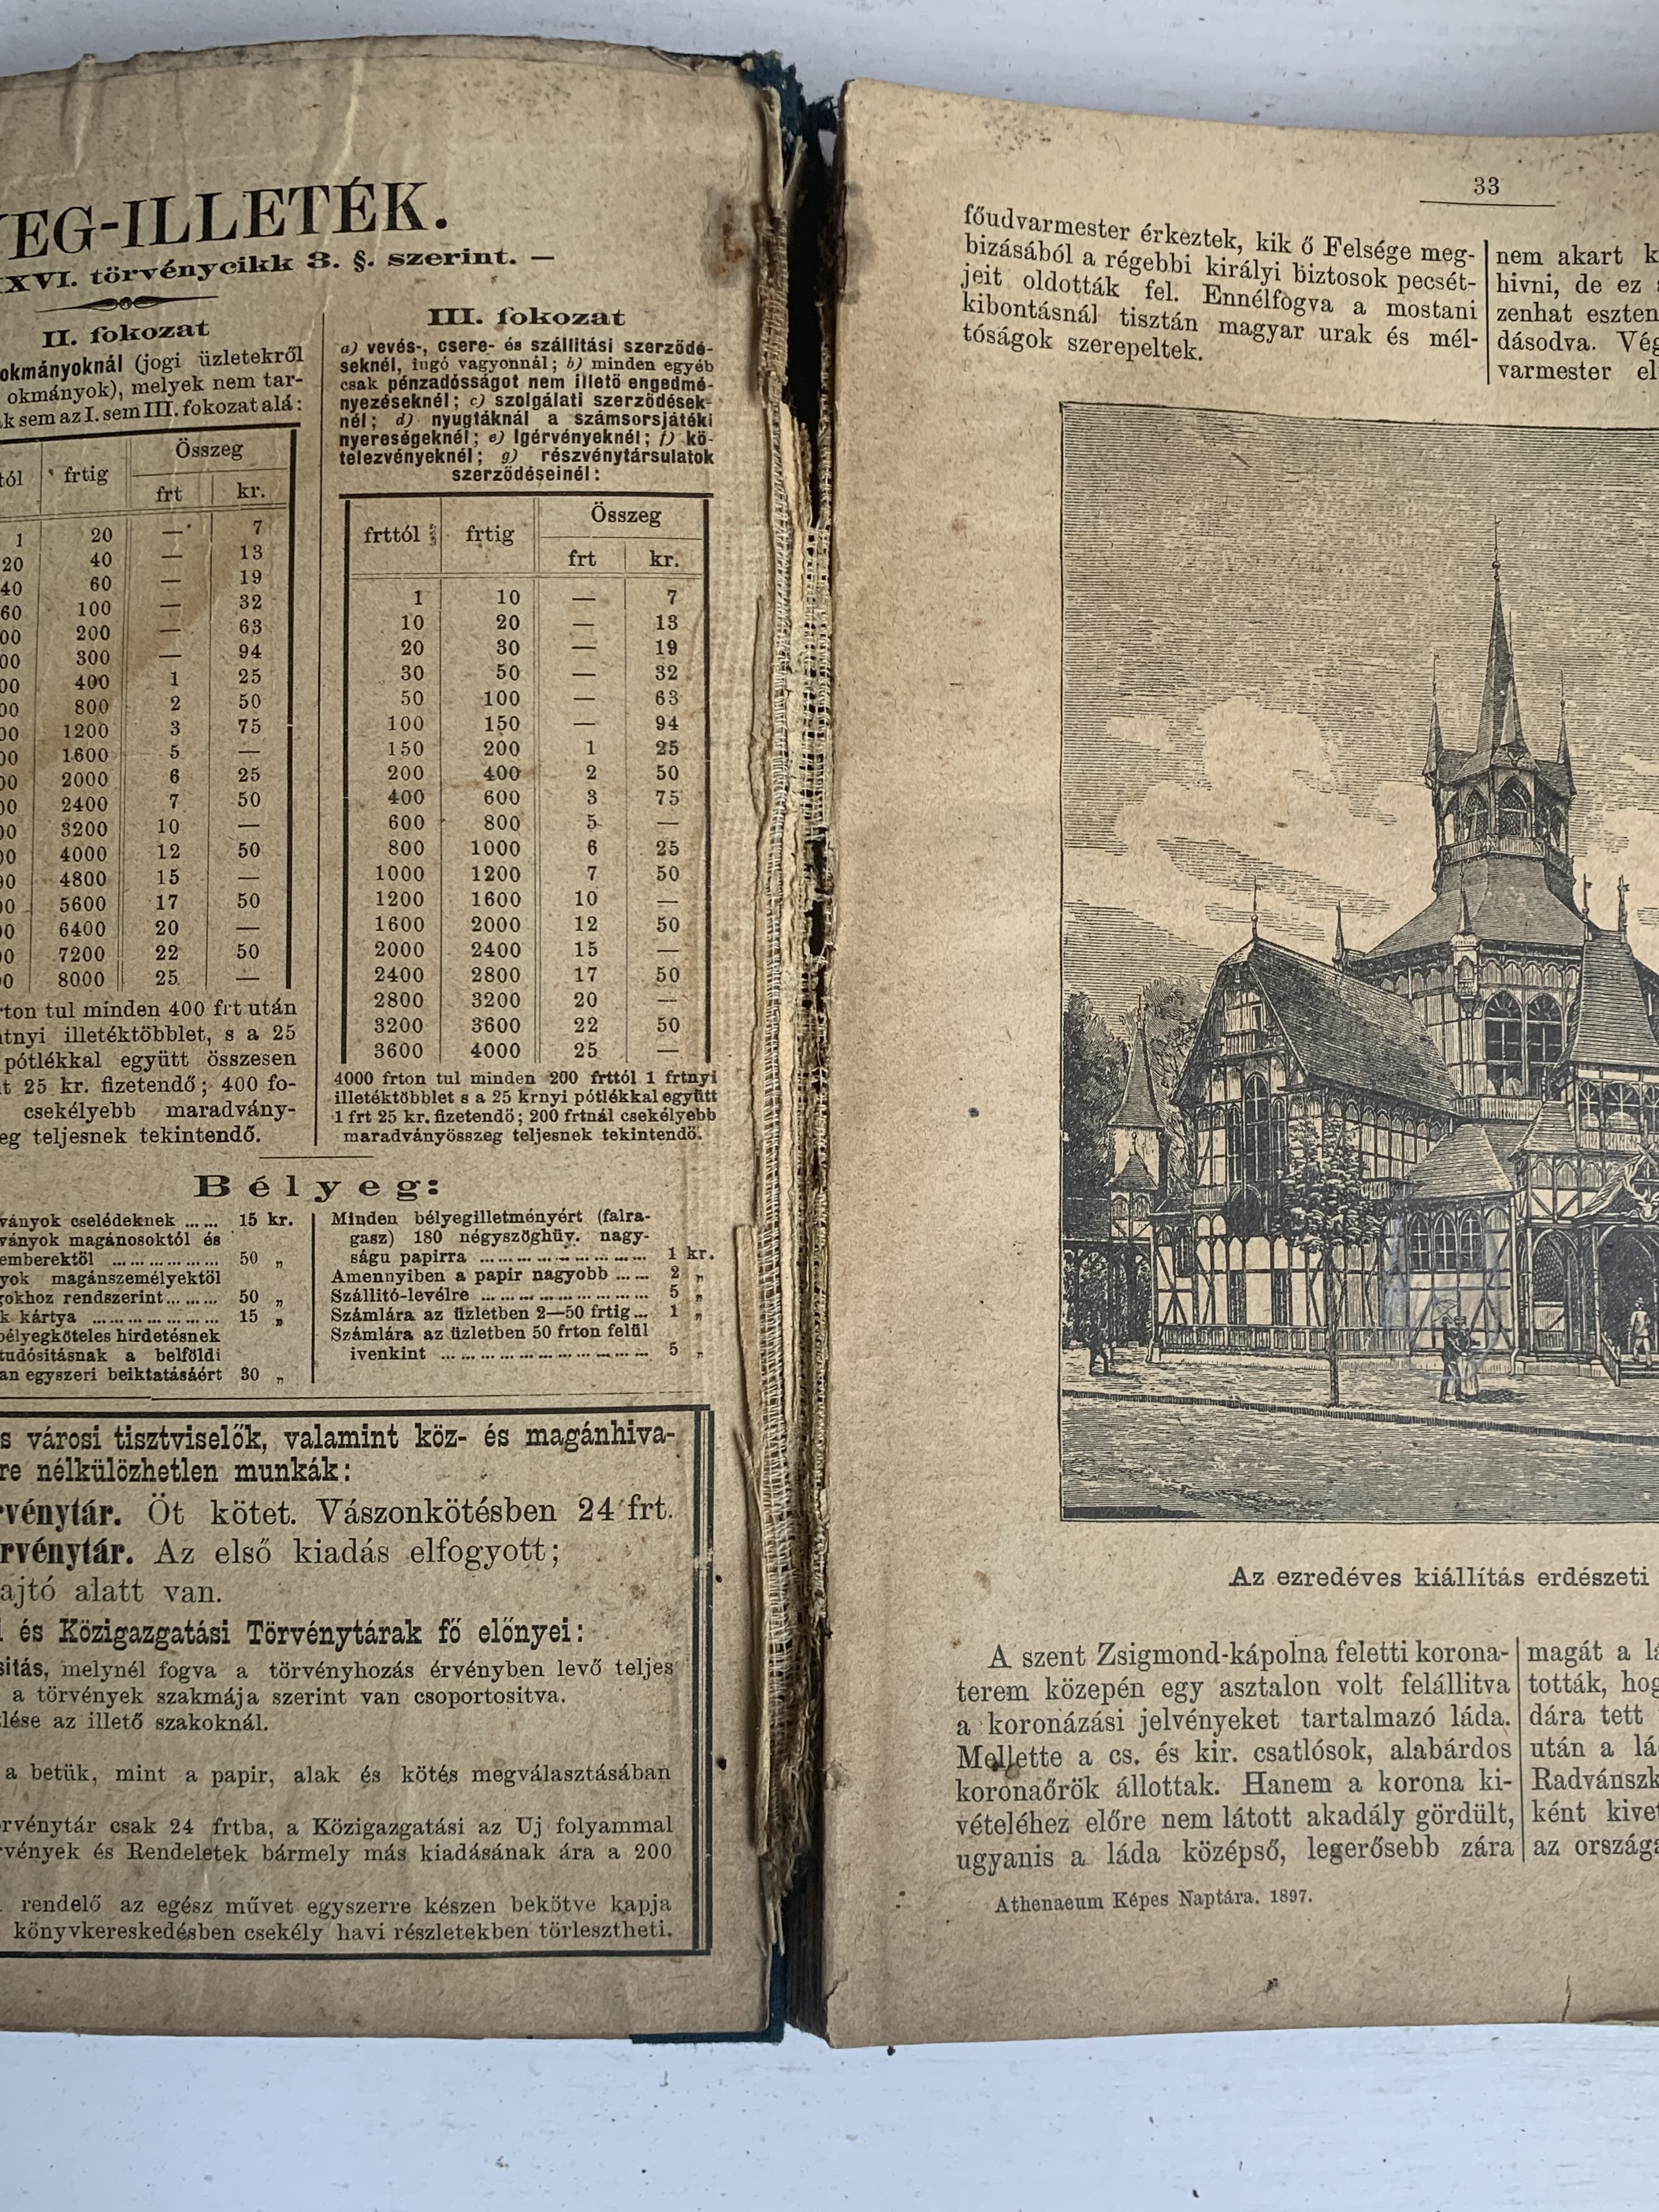 EG-ILLETÉK.
XXVI. törvénycikk 3. §. szerint. —
II. fokozat
okmányoknál (jogi üzletekről
okmányok), melyek nem tar-
sem az I. sem III. fokozat alá:
frtig
Összeg
frt kr.
1 20 — 7
20 40 — 13
40 60 — 19
60 100 — 32
00 200 — 63
00 300 — 94
00 400 1 25
00 800 2 50
00 1200 3 75
00 1600 5 —
00 2000 6 25
00 2400 7 50
00 3200 10 —
00 4000 12 50
00 4800 15 —
00 5600 17 50
00 6400 20 —
00 7200 22 50
0 8000 25 —
rton tul minden 400 frt után
tnyi illetéktöbblet, s a 25
pótlékkal együtt összesen
t 25 kr. fizetendő; 400 fo-
csekélyebb maradvány-
eg teljesnek tekintendő.
III. fokozat
a) vevés-, csere- és szállitási szerződé-
seknél, ingó vagyonnál; b) minden egyéb
csak pénzadósságot nem illető engedmé-
nyezéseknél; c) szolgálati szerződések-
nél; d) nyugtáknál a számsorsjátéki
nyereségeknél; e) Igérvényeknél; f) kö-
telezvényeknél; g) részvénytársulatok
szerződéseinél:
frttól frtig
Összeg
frt kr.
1 10 — 7
10 20 — 13
20 30 — 19
30 50 — 32
50 100 — 63
100 150 — 94
150 200 1 25
200 400 2 50
400 600 3 75
600 800 5 —
800 1000 6 25
1000 1200 7 50
1200 1600 10 —
1600 2000 12 50
2000 2400 15 —
2400 2800 17 50
2800 3200 20 —
3200 3600 22 50
3600 4000 25 —
4000 frton tul minden 200 frttól 1 frtnyi
illetéktöbblet s a 25 krnyi pótlékkal együtt
1 frt 25 kr. fizetendő; 200 frtnál csekélyebb
maradványösszeg teljesnek tekintendő.
Bélyeg:
ványok cselédeknek ...... 15 kr.
ványok magánosoktól és
emberektől ........................ 50 „
yok magánszemélyektől
gokhoz rendszerint......... 50 „
k kártya ........................ 15 „
bélyegköteles hirdetésnek
tudósitásnak a belföldi
an egyszeri beiktatásáért 30 „
Minden bélyegilletményért (falra-
gasz) 180 négyszöghüv. nagy-
ságu papirra ........................ 1 kr.
Amennyiben a papir nagyobb ...... 2 „
Szállitó-levélre ........................ 5 „
Számlára az üzletben 2—50 frtig... 1 „
Számlára az üzletben 50 frton felül
ivenkint ........................ 5 „
s városi tisztviselők, valamint köz- és magánhiva-
re nélkülözhetlen munkák:
rvénytár. Öt kötet. Vászonkötésben 24 frt.
rvénytár. Az első kiadás elfogyott;
ajtó alatt van.
és Közigazgatási Törvénytárak fő előnyei:
sitás, melynél fogva a törvényhozás érvényben levő teljes
a törvények szakmája szerint van csoportositva.
lése az illető szakoknál.
a betük, mint a papir, alak és kötés megválasztásában
rvénytár csak 24 frtba, a Közigazgatási az Uj folyammal
rvények és Rendeletek bármely más kiadásának ára a 200
rendelő az egész művet egyszerre készen bekötve kapja
könyvkereskedésben csekély havi részletekben törlesztheti.
33
főudvarmester érkeztek, kik ő Felsége meg-
bizásából a régebbi királyi biztosok pecsét-
jeit oldották fel. Ennélfogva a mostani
kibontásnál tisztán magyar urak és mél-
tóságok szerepeltek.
nem akart k
hivni, de ez
zenhat eszten
dásodva. Vég
varmester el
Az ezredéves kiállítás erdészeti
A szent Zsigmond-kápolna feletti korona-
terem közepén egy asztalon volt felállitva
a koronázási jelvényeket tartalmazó láda.
Mellette a cs. és kir. csatlósok, alabárdos
koronaőrök állottak. Hanem a korona ki-
vételéhez előre nem látott akadály gördült,
ugyanis a láda középső, legerősebb zára
magát a lá
tották, hog
dára tett
után a lá
Radvánszk
ként kivet
az országa
Athenaeum Képes Naptára. 1897.